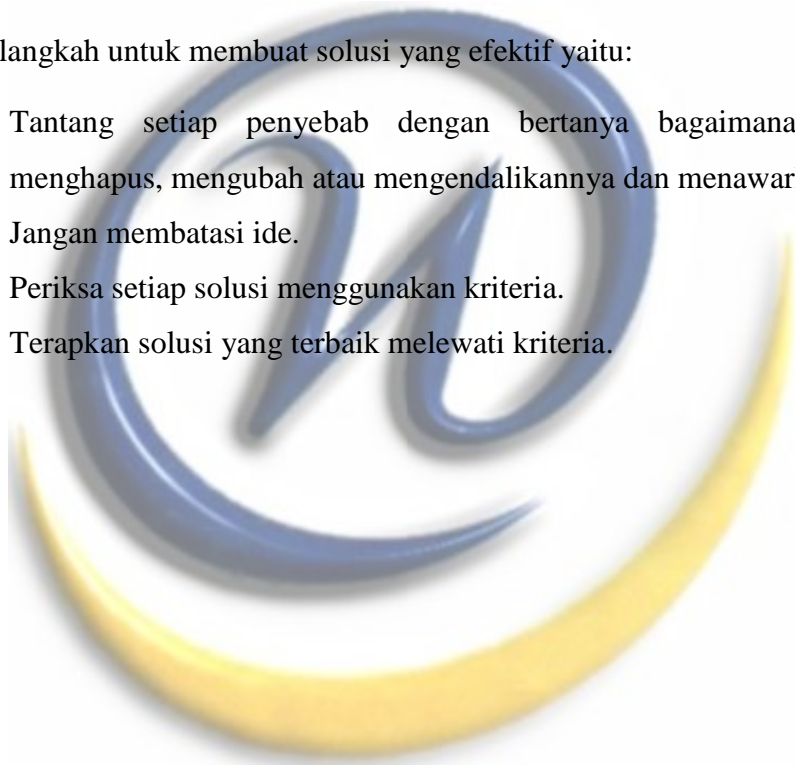 langkah untuk membuat solusi yang efektif yaitu:
Tantang setiap penyebab dengan bertanya bagaimana
menghapus, mengubah atau mengendalikannya dan menawar
Jangan membatasi ide.
Periksa setiap solusi menggunakan kriteria.
Terapkan solusi yang terbaik melewati kriteria.